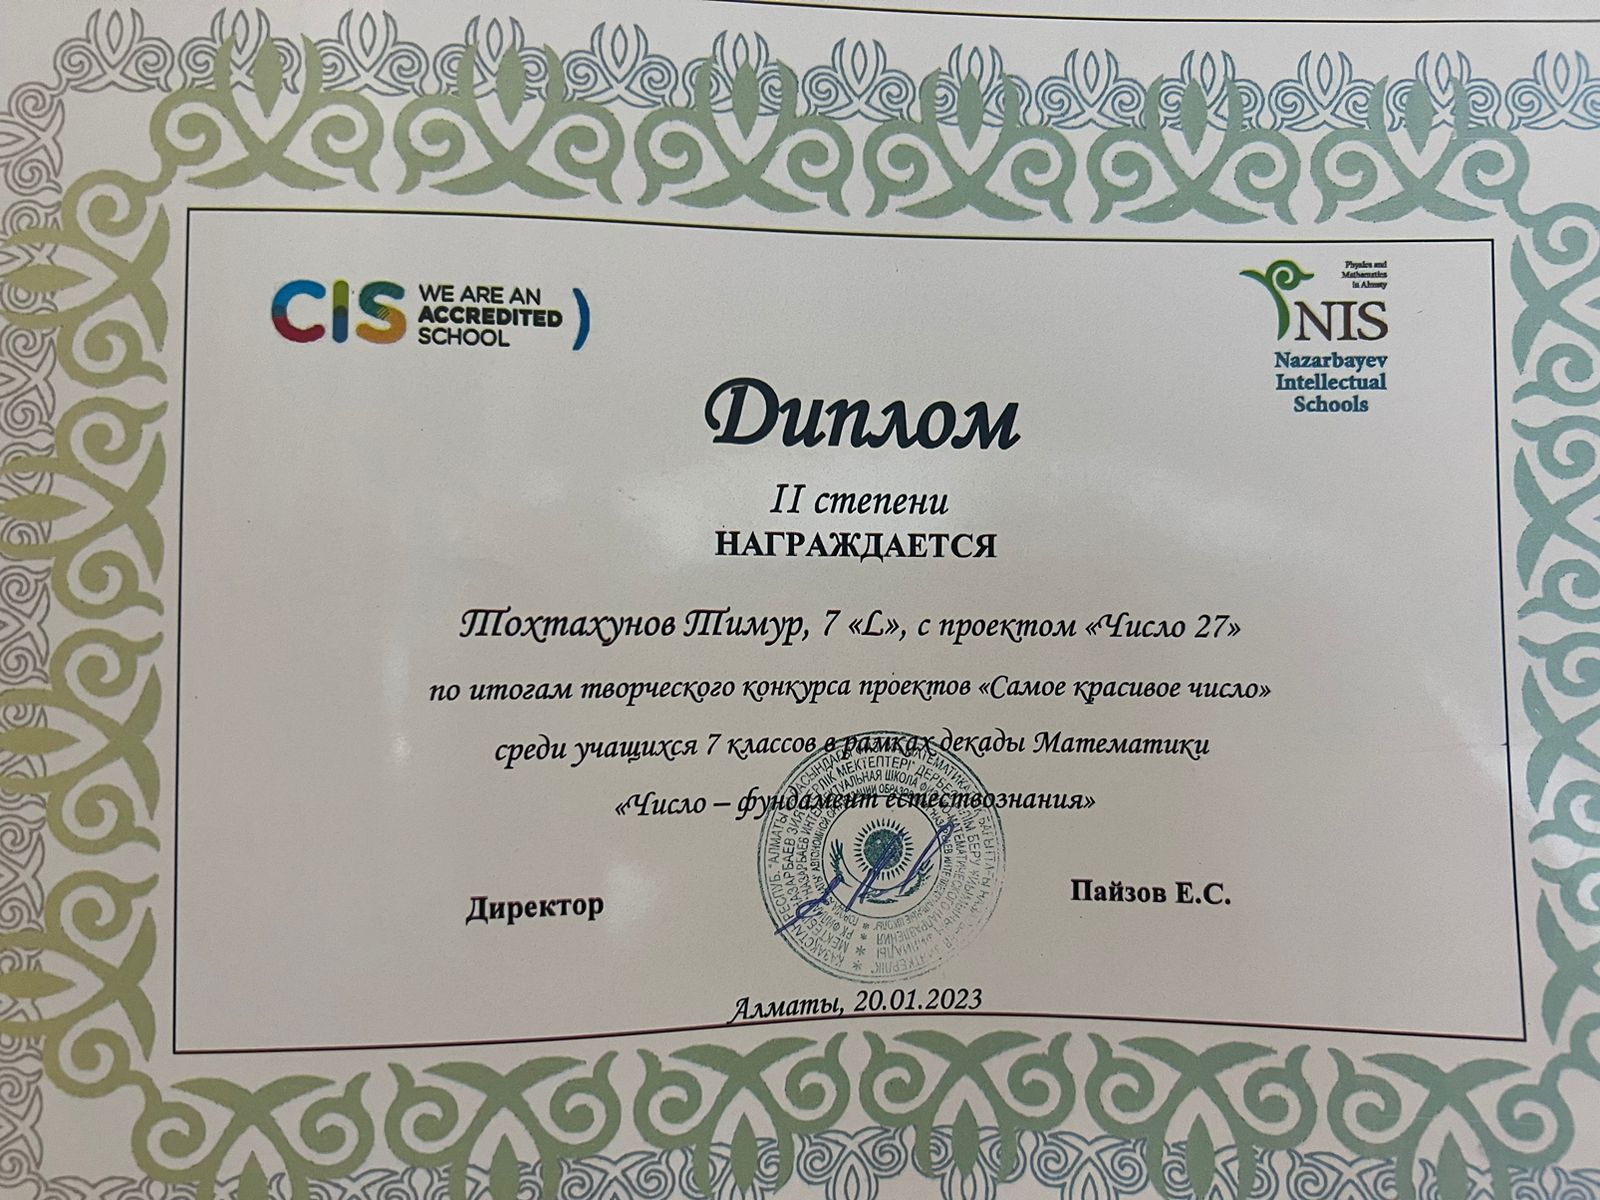 CIS WE ARE AN
ACCREDITED
SCHOOL
Physics and
Mathematics
in Almaty
NIS
Nazarbayev
Intellectual
Schools
Диплом
II степени
НАГРАЖДАЕТСЯ
Тохтахунов Тимур, 7 «L», с проектом «Число 27»
по итогам творческого конкурса проектов «Самое красивое число»
среди учащихся 7 классов в рамках декады Математики
«Число – фундамент естествознания»
Директор
Пайзов Е.С.
Алматы, 20.01.2023